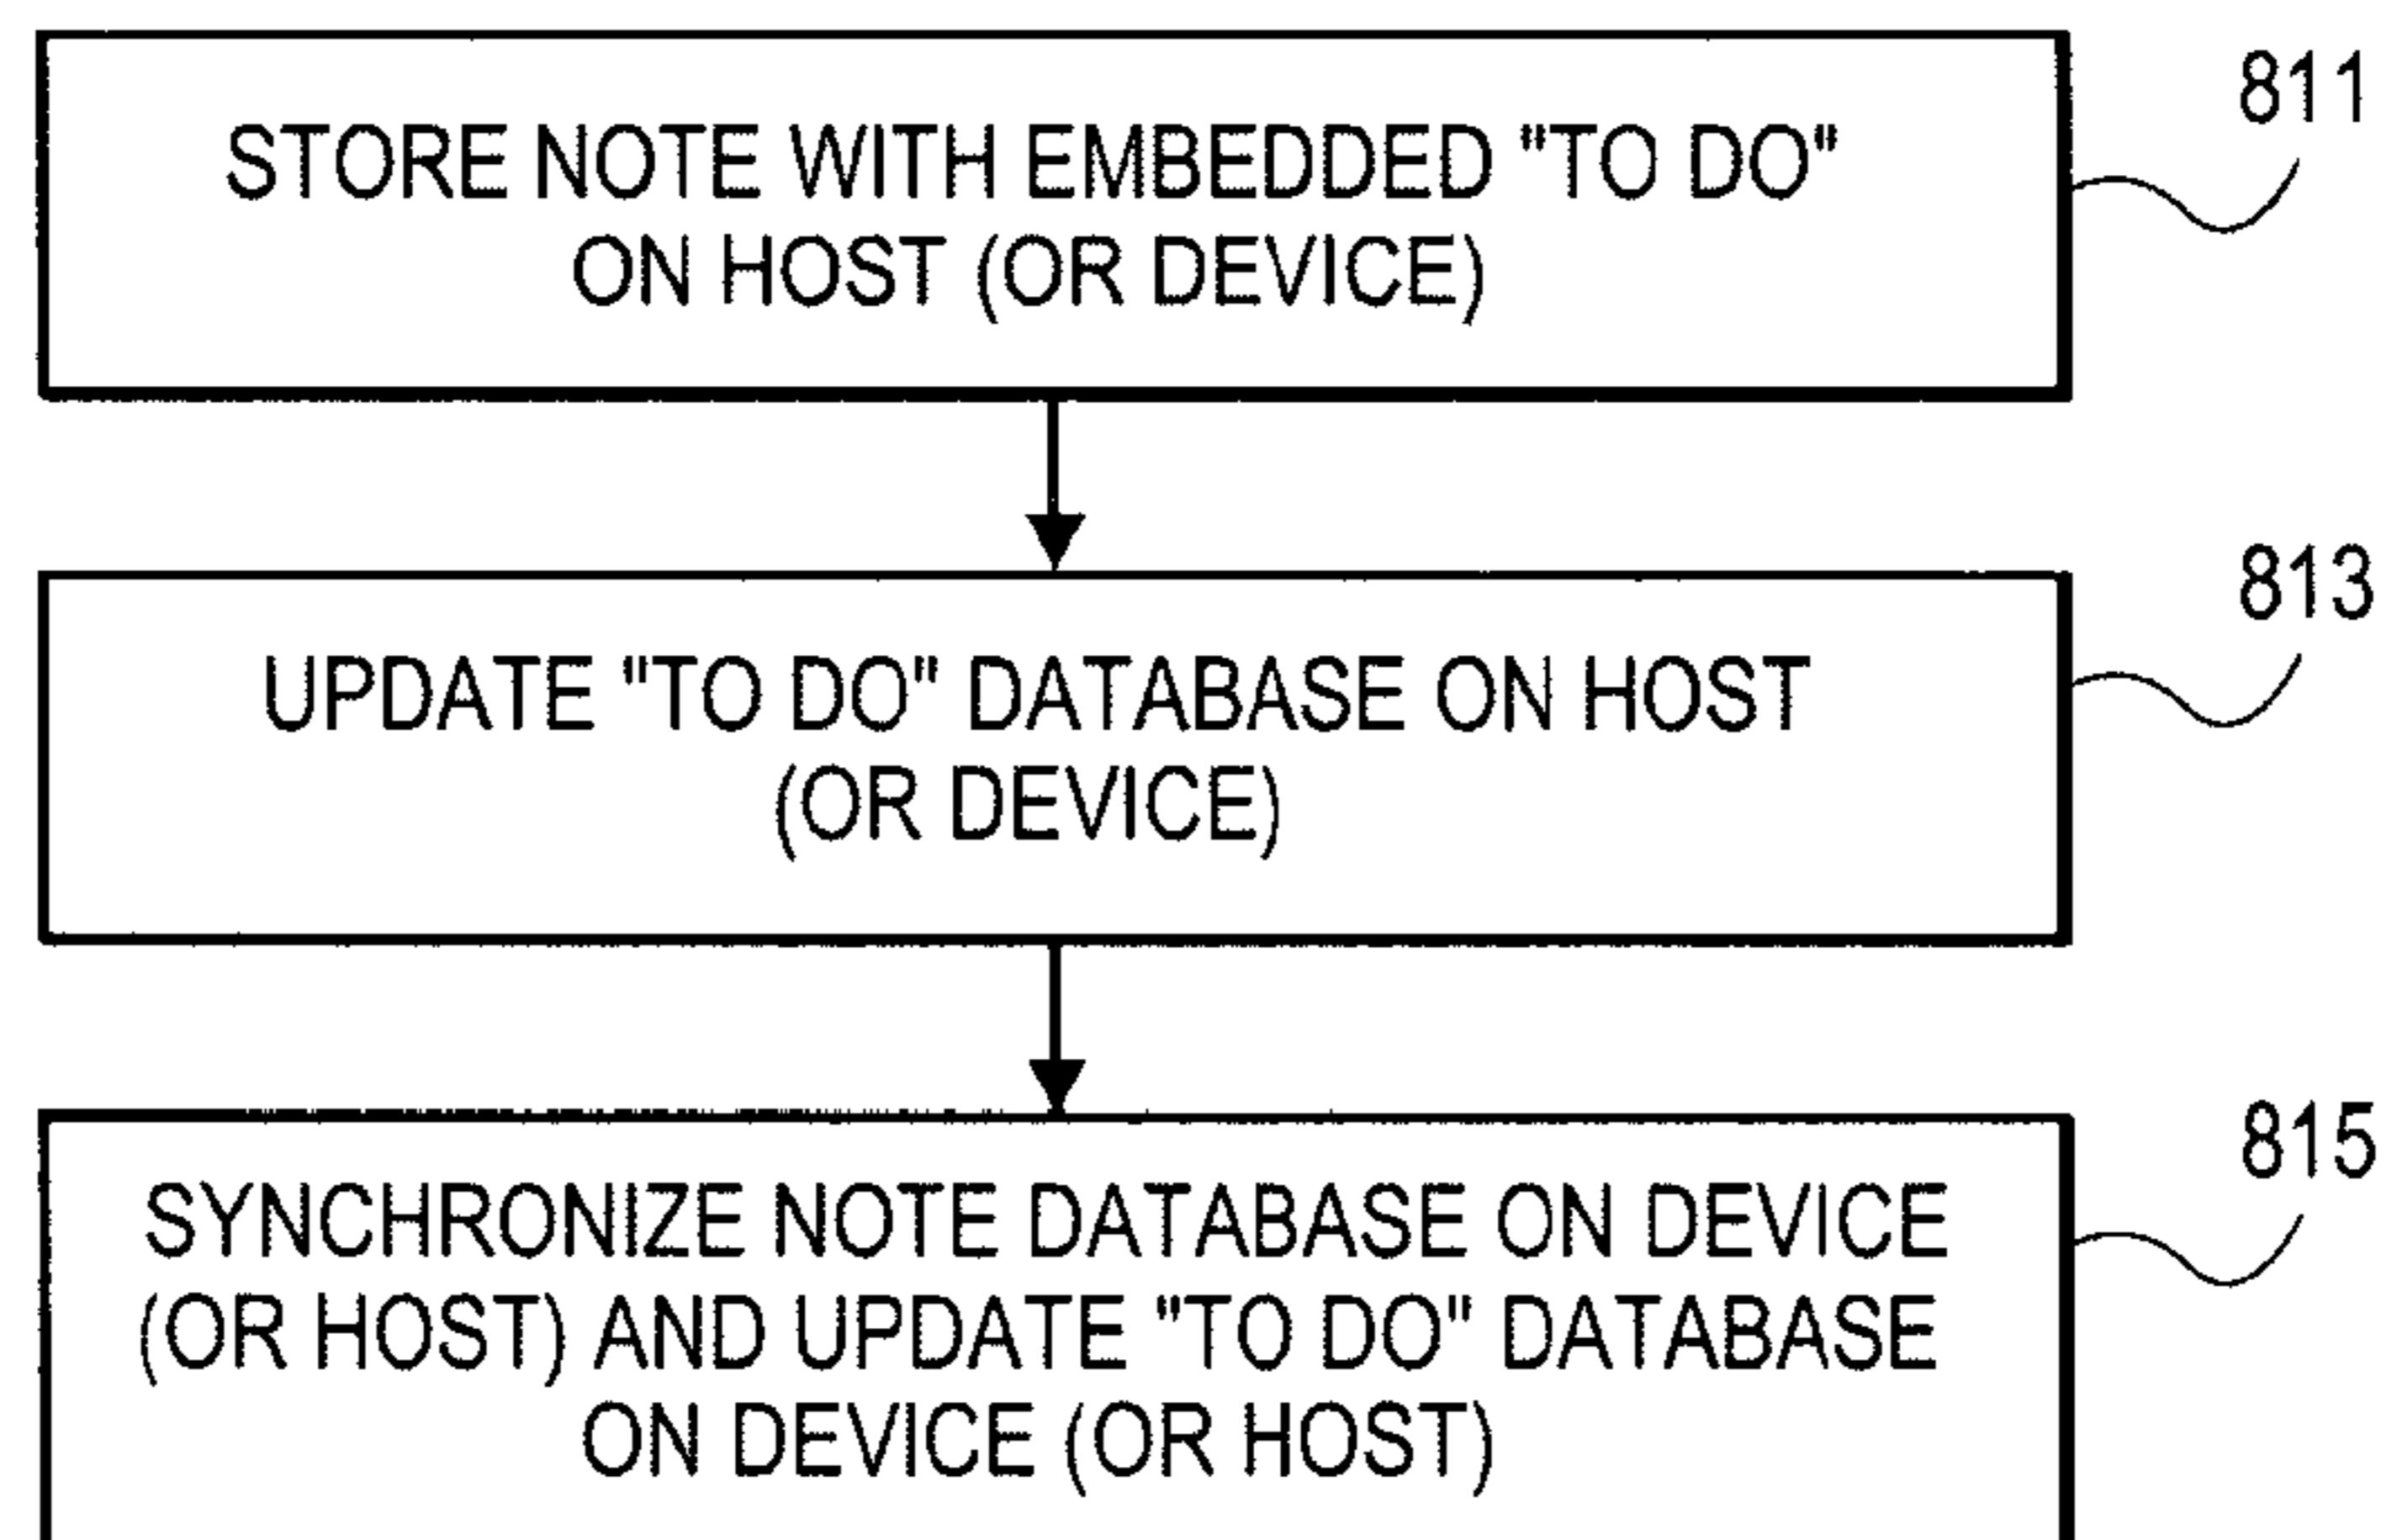 811
STORE NOTE WITH EMBEDDED "TO DO"
ON HOST (OR DEVICE)
813
UPDATE "TO DO" DATABASE ON HOST
(OR DEVICE)
815
SYNCHRONIZE NOTE DATABASE ON DEVICE
(OR HOST) AND UPDATE "TO DO" DATABASE
ON DEVICE (OR HOST)